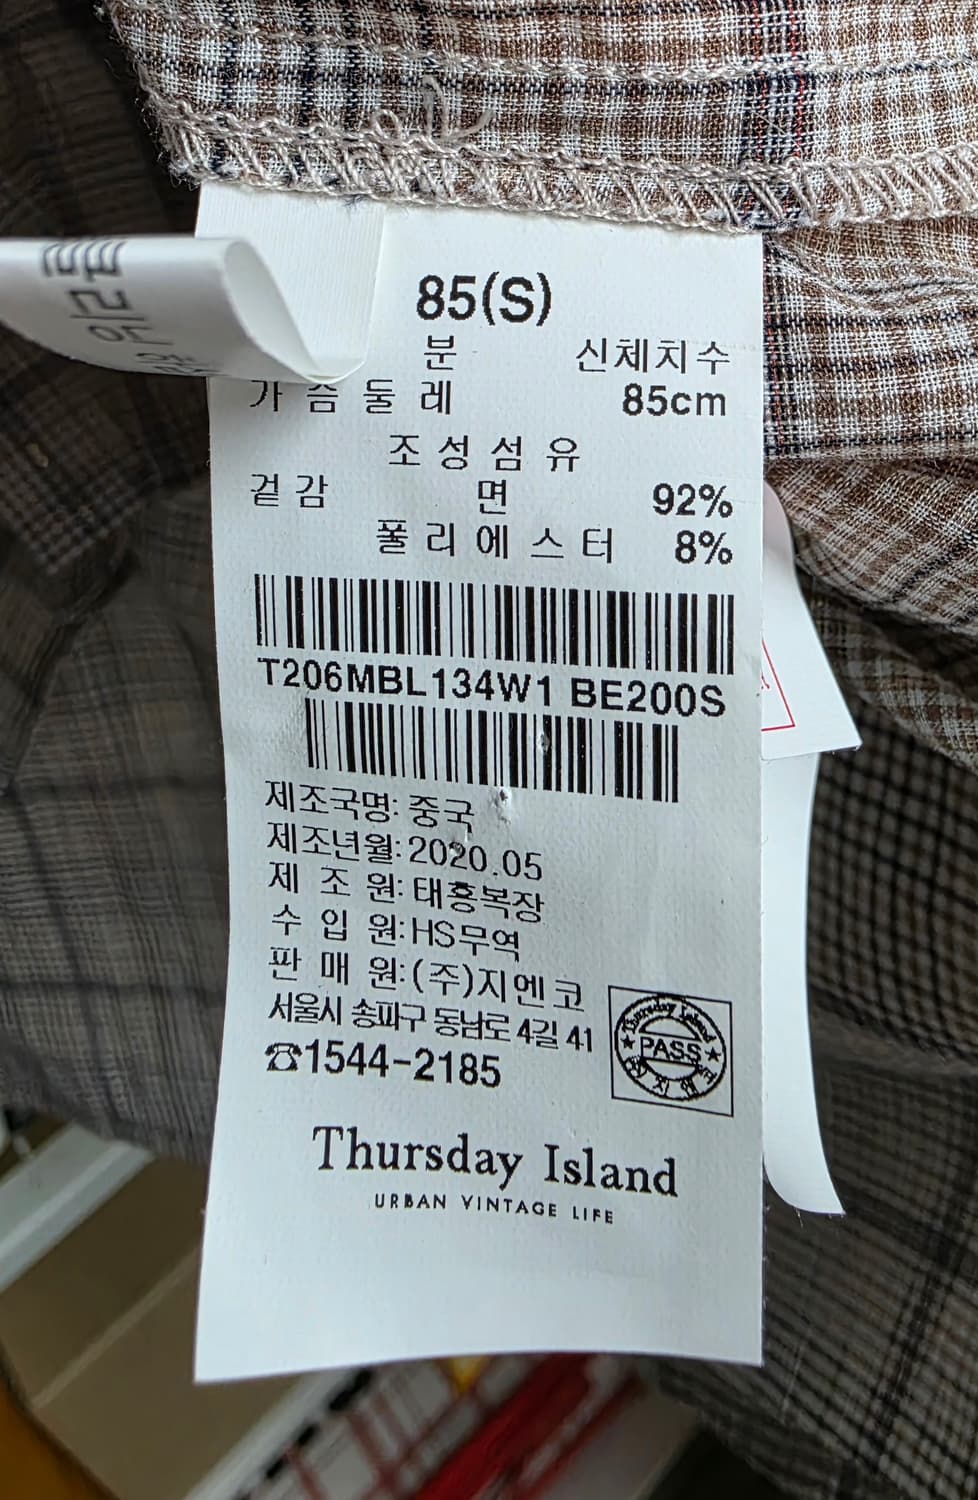 85(S)
분 신체치수
가슴둘레 85cm
조성섬유
겉감 면 92%
폴리에스터 8%
T206MBL134W1 BE200S
제조국명: 중국
제조년월: 2020.05
제 조 원: 태흥복장
수 입 원: HS무역
판 매 원: (주)지엔코
서울시 송파구 동남로 4길 41
☎1544-2185
Thursday Island
PASS
Thursday Island
URBAN VINTAGE LIFE